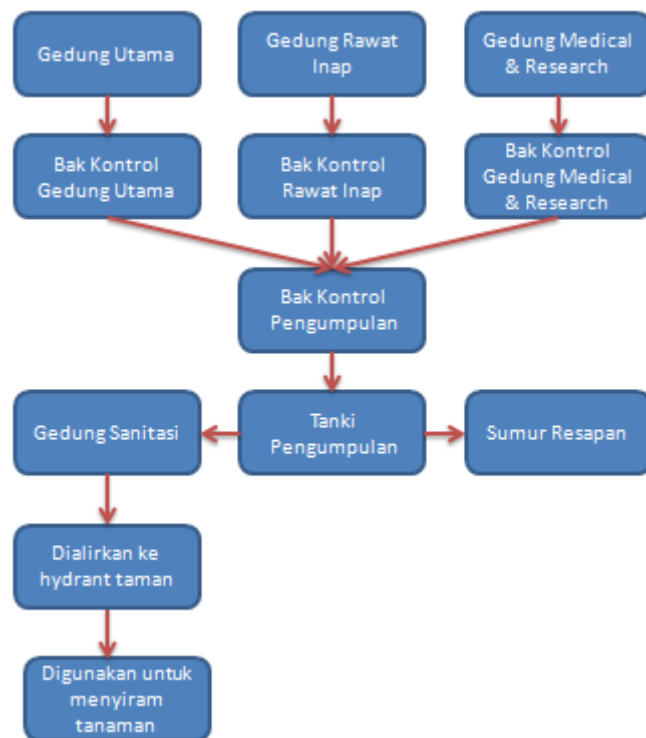 Gedung Utama
Gedung Rawat
Inap
Gedung Medical
& Research
Bak Kontrol
Gedung Utama
Bak Kontrol
Rawat Inap
Bak Kontrol
Gedung Medical
& Research
Bak Kontrol
Pengumpulan
Gedung Sanitasi
Tanki
Pengumpulan
Sumur Resapan
Dialirkan ke
hydrant taman
Digunakan untuk
menyiram
tanaman